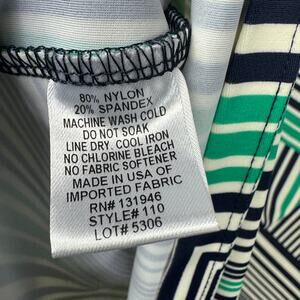 80% NYLON
20% SPANDEX
MACHINE WASH COLD
DO NOT SOAK
LINE DRY. COOL IRON
NO CHLORINE BLEACH
NO FABRIC SOFTENER
MADE IN USA OF
IMPORTED FABRIC
RN# 131946
STYLE# 110
LOT# 5306